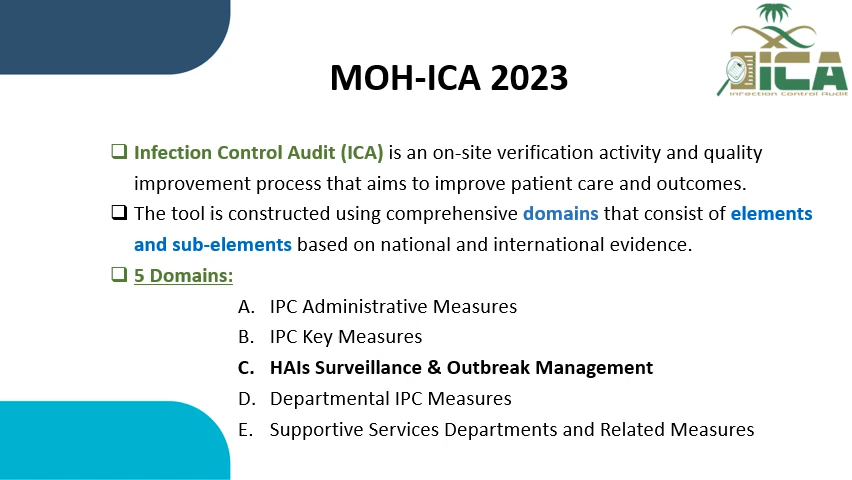 MOH-ICA 2023
ICA
Infection Control Audit
Infection Control Audit (ICA) is an on-site verification activity and quality
improvement process that aims to improve patient care and outcomes.
The tool is constructed using comprehensive domains that consist of elements
and sub-elements based on national and international evidence.
5 Domains:
A. IPC Administrative Measures
B. IPC Key Measures
C. HAIs Surveillance & Outbreak Management
D. Departmental IPC Measures
E. Supportive Services Departments and Related Measures